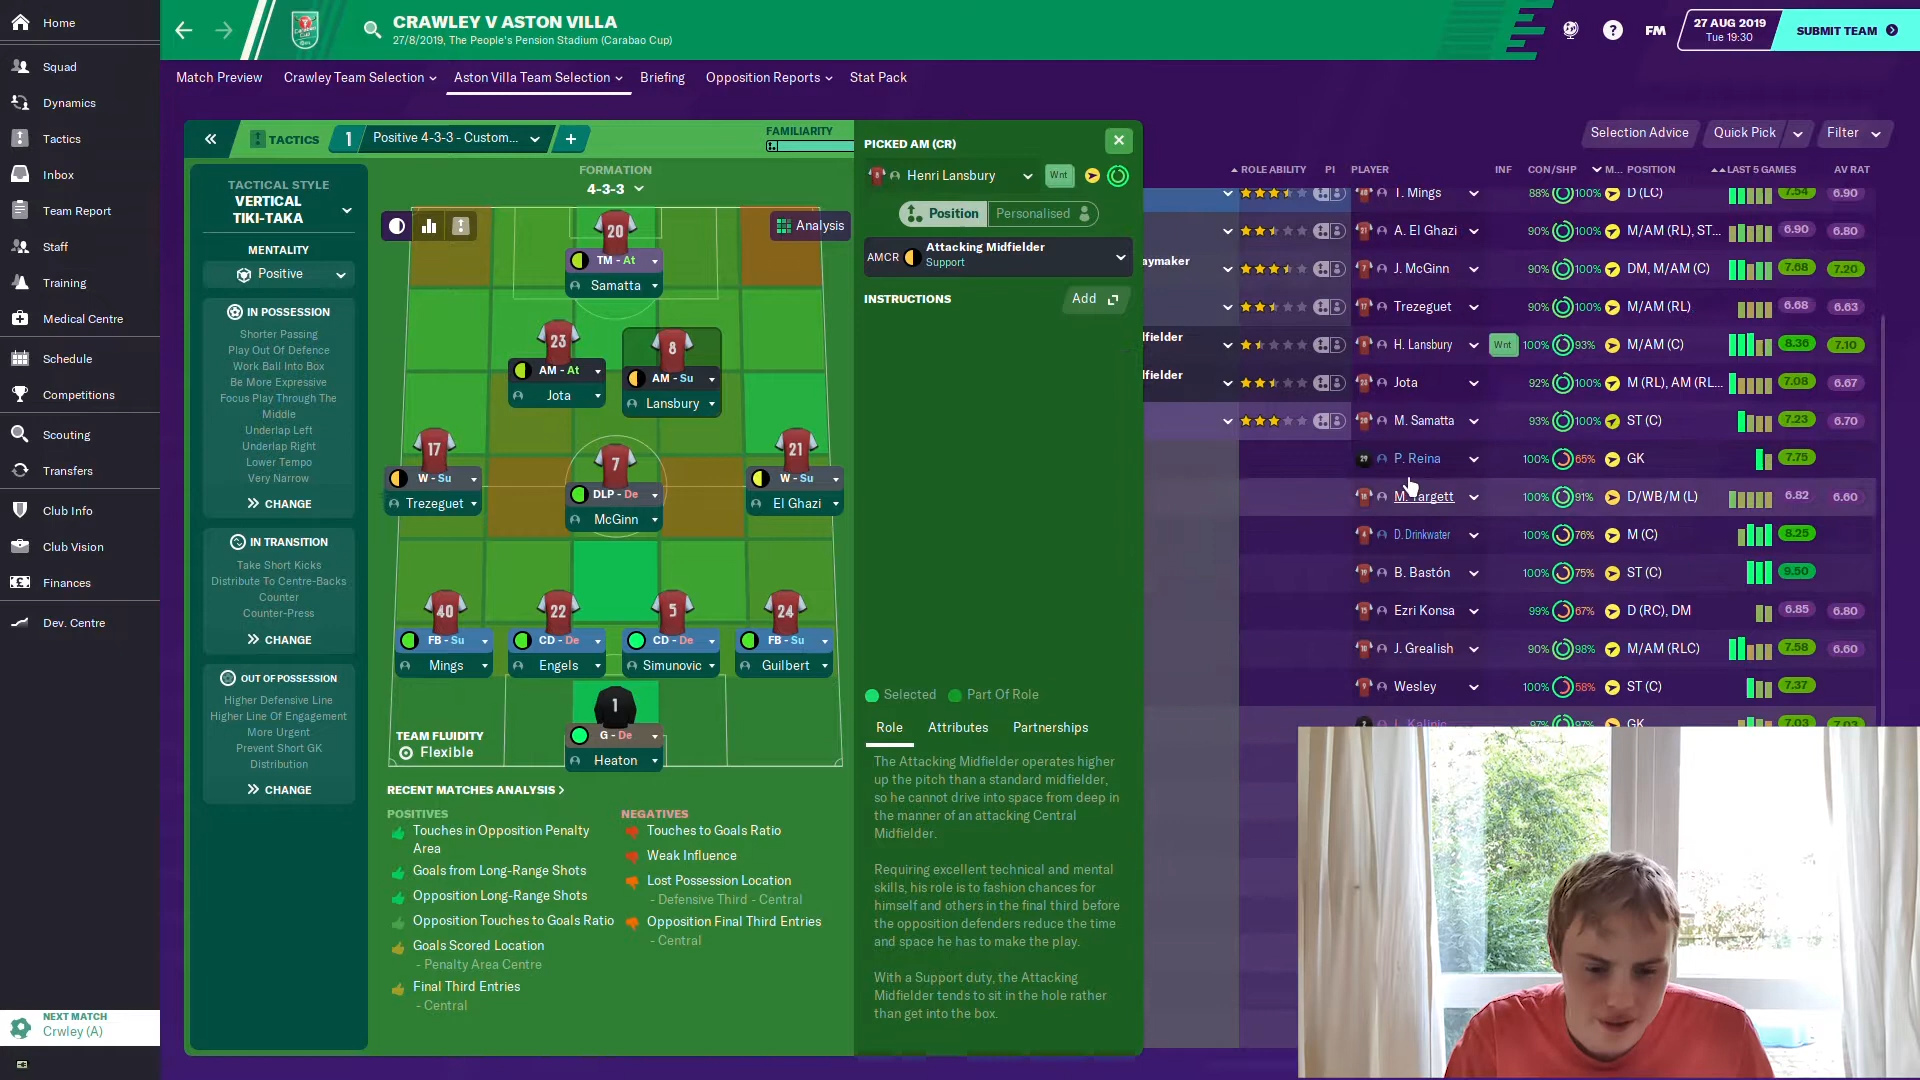 Home
Squad
Dynamics
Tactics
Inbox
Team Report
Staff
Training
Medical Centre
Schedule
Competitions
Scouting
Transfers
Club Info
Club Vision
Finances
Dev. Centre
NEXT MATCH
Crwley (A)
CRAWLEY V ASTON VILLA
27/8/2019, The People's Pension Stadium (Carabao Cup)
FM
27 AUG 2019
Tue 19:30
SUBMIT TEAM
Match Preview
Crawley Team Selection
Aston Villa Team Selection
Briefing
Opposition Reports
Stat Pack
TACTICS
1
Positive 4-3-3 - Custom...
FAMILIARITY
TACTICAL STYLE
VERTICAL
TIKI-TAKA
MENTALITY
Positive
IN POSSESSION
Shorter Passing
Play Out Of Defence
Work Ball Into Box
Be More Expressive
Focus Play Through The
Middle
Underlap Left
Underlap Right
Lower Tempo
Very Narrow
CHANGE
IN TRANSITION
Take Short Kicks
Distribute To Centre-Backs
Counter
Counter-Press
CHANGE
OUT OF POSSESSION
Higher Defensive Line
Higher Line Of Engagement
More Urgent
Prevent Short GK
Distribution
CHANGE
FORMATION
4-3-3
Analysis
20
TM - At
Samatta
23
AM - At
Jota
8
AM - Su
Lansbury
17
W - Su
Trezeguet
7
DLP - De
McGinn
21
W - Su
El Ghazi
40
FB - Su
Mings
22
CD - De
Engels
5
CD - De
Simunovic
24
FB - Su
Guilbert
1
G - De
Heaton
TEAM FLUIDITY
Flexible
RECENT MATCHES ANALYSIS
POSITIVES
Touches in Opposition Penalty
Area
Goals from Long-Range Shots
Opposition Long-Range Shots
Opposition Touches to Goals Ratio
Goals Scored Location
- Penalty Area Centre
Final Third Entries
- Central
NEGATIVES
Touches to Goals Ratio
Weak Influence
Lost Possession Location
- Defensive Third - Central
Opposition Final Third Entries
- Central
PICKED AM (CR)
Henri Lansbury
Wnt
Position
Personalised
AMCR
Attacking Midfielder
Support
INSTRUCTIONS
Add
Selected
Part Of Role
Role
Attributes
Partnerships
The Attacking Midfielder operates higher
up the pitch than a standard midfielder,
so he cannot drive into space from deep in
the manner of an attacking Central
Midfielder.
Requiring excellent technical and mental
skills, his role is to fashion chances for
himself and others in the final third before
the opposition defenders reduce the time
and space he has to make the play.
With a Support duty, the Attacking
Midfielder tends to sit in the hole rather
than get into the box.
Selection Advice
Quick Pick
Filter
ROLE ABILITY PI PLAYER INF CON/SHP M... POSITION LAST 5 GAMES AV RAT
T. Mings 88% 100% D (LC) 7.54 6.90
A. El Ghazi 90% 100% M/AM (RL), ST... 6.90 6.80
aymaker J. McGinn 90% 100% DM, M/AM (C) 7.68 7.20
Trezeguet 90% 100% M/AM (RL) 6.68 6.63
dfielder H. Lansbury Wnt 100% 93% M/AM (C) 8.36 7.10
dfielder Jota 92% 100% M (RL), AM (RL... 7.08 6.67
M. Samatta 93% 100% ST (C) 7.23 6.70
P. Reina 100% 65% GK 7.75
M. Targett 100% 91% D/WB/M (L) 6.82 6.60
D. Drinkwater 100% 76% M (C) 8.25
B. Bastón 100% 75% ST (C) 9.50
Ezri Konsa 99% 67% D (RC), DM 6.85 6.80
J. Grealish 90% 98% M/AM (RLC) 7.58 6.60
Wesley 100% 58% ST (C) 7.37
L. Kalinic 97% 97% GK 7.03 7.03